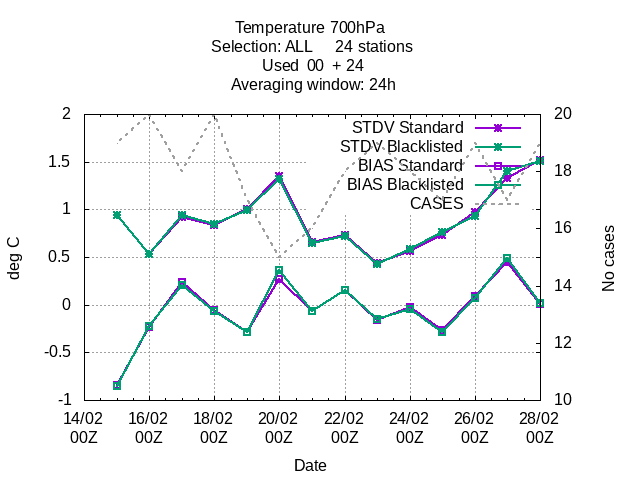 Temperature 700hPa
Selection: ALL     24 stations
Used  00  + 24
Averaging window: 24h
2
1.5
1
0.5
0
-0.5
-1
deg C
20
18
16
14
12
10
No cases
STDV Standard
STDV Blacklisted
BIAS Standard
BIAS Blacklisted
CASES
14/02 16/02 18/02 20/02 22/02 24/02 26/02 28/02
00Z 00Z 00Z 00Z 00Z 00Z 00Z 00Z
Date